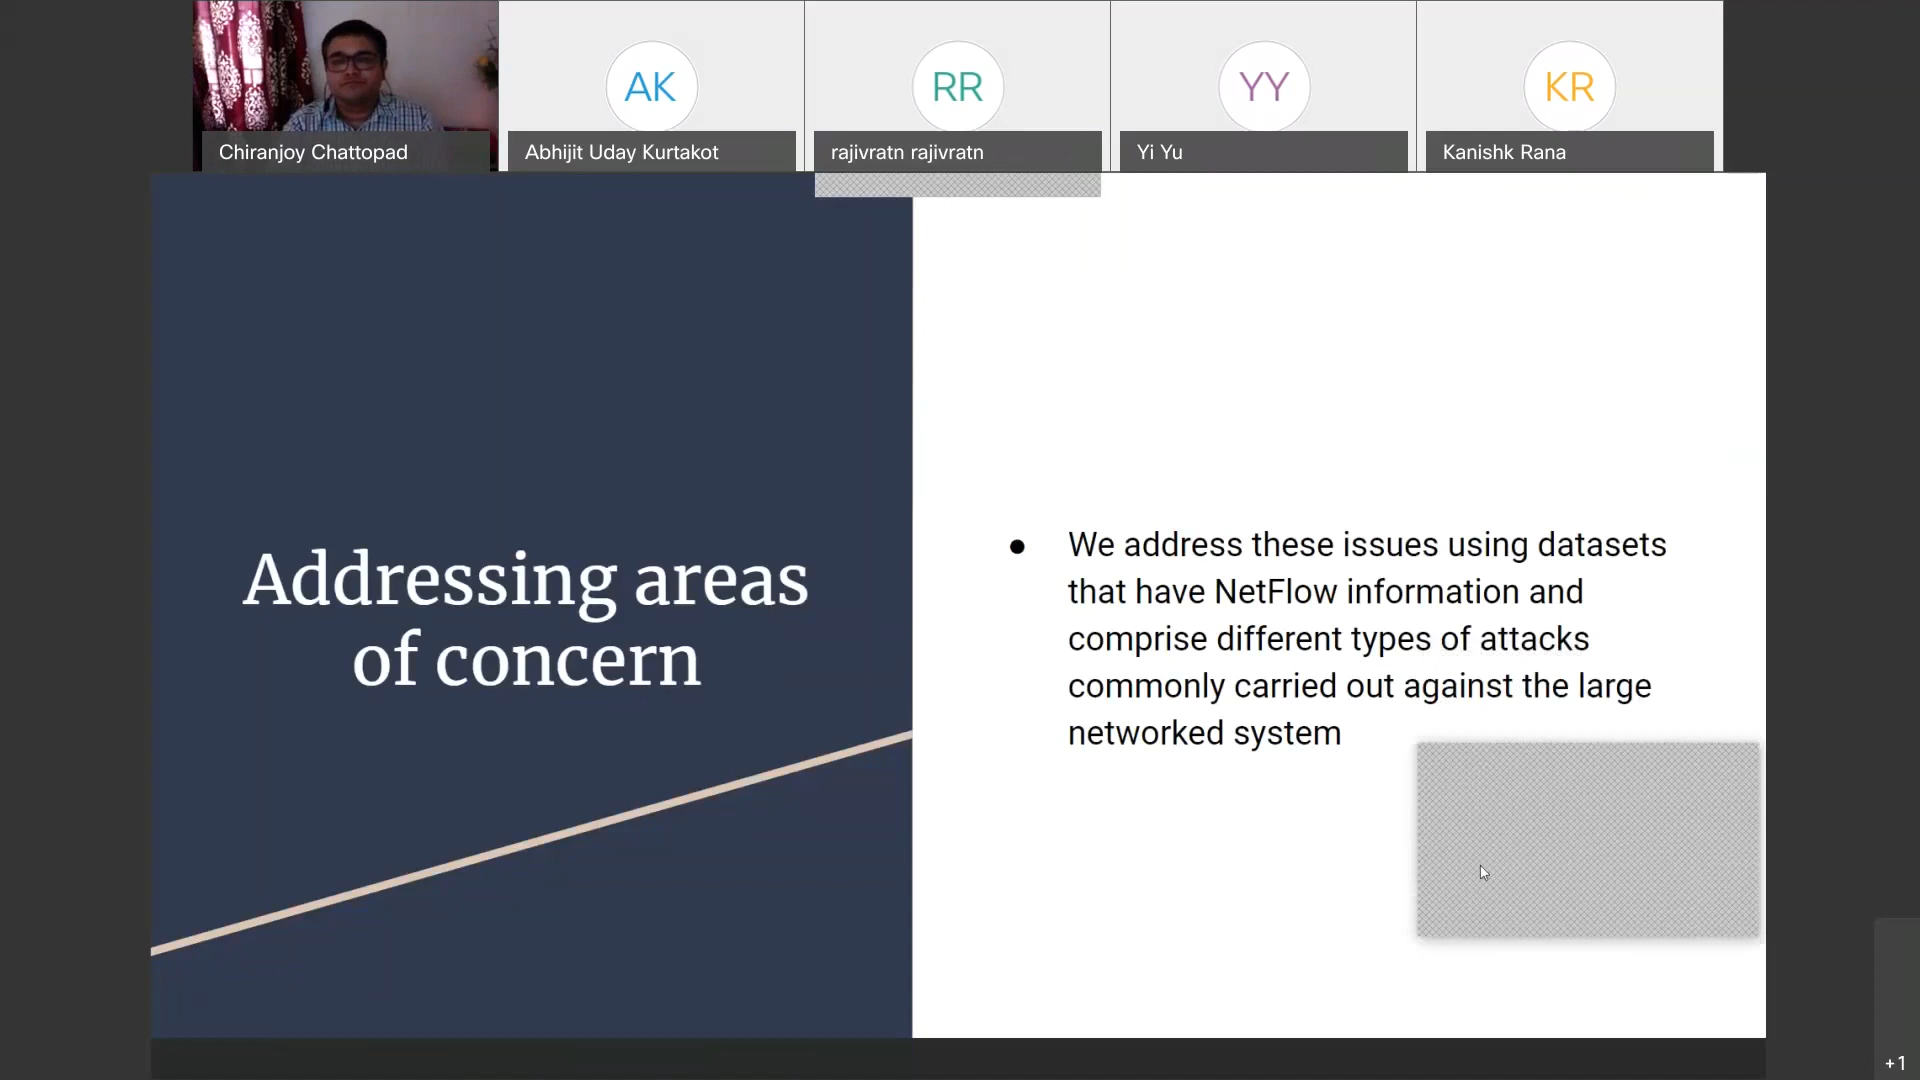 AK
RR
YY
KR
Chiranjoy Chattopad
Abhijit Uday Kurtakot
rajivratn rajivratn
Yi Yu
Kanishk Rana
Addressing areas
of concern
● We address these issues using datasets
that have NetFlow information and
comprise different types of attacks
commonly carried out against the large
networked system
+1